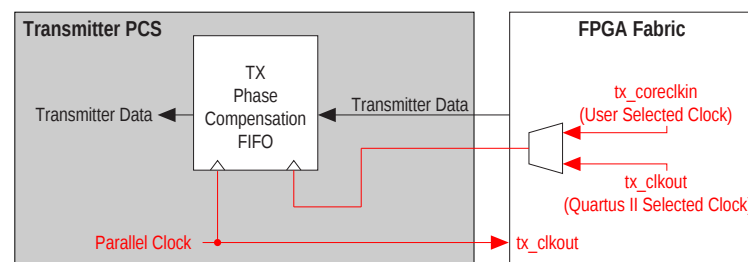 Transmitter PCS
FPGA Fabric
TX
Phase
Compensation
FIFO
Transmitter Data
Transmitter Data
tx_coreclkin
(User Selected Clock)
tx_clkout
(Quartus II Selected Clock)
Parallel Clock
tx_clkout